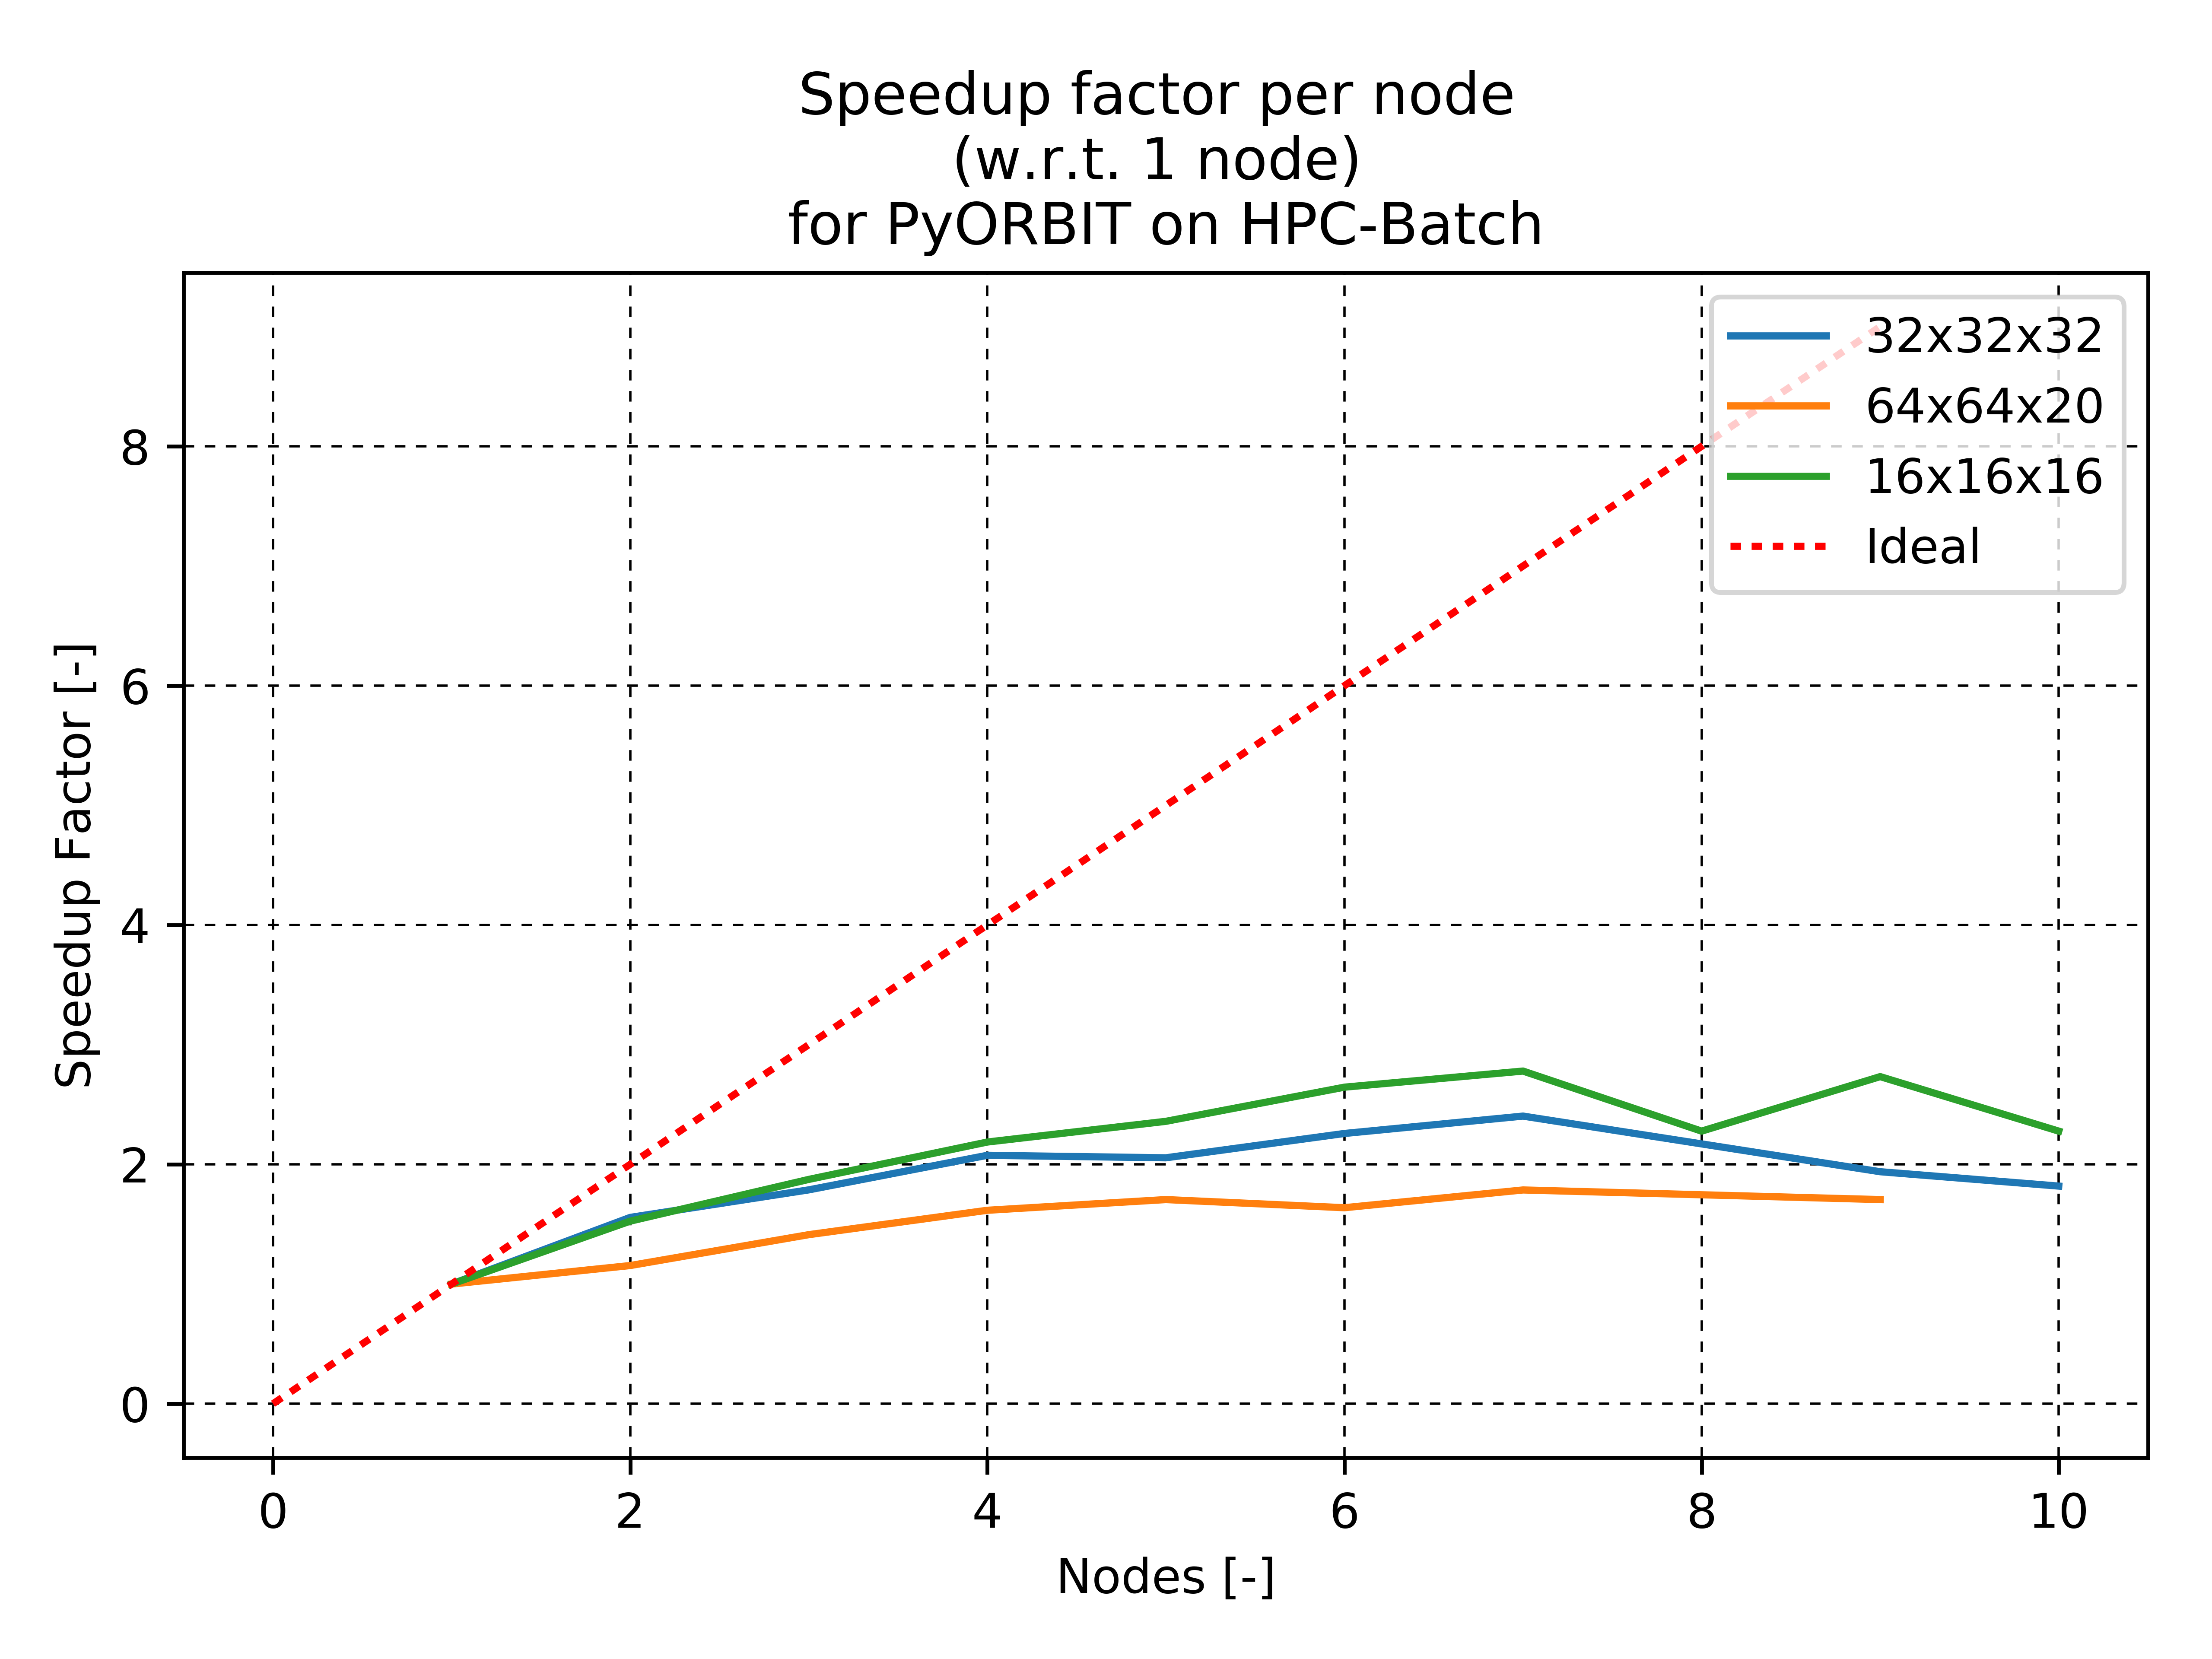 Speedup factor per node
(w.r.t. 1 node)
for PyORBIT on HPC-Batch
32x32x32
64x64x20
16x16x16
Ideal
Speedup Factor [-]
8
6
4
2
0
0 2 4 6 8 10
Nodes [-]